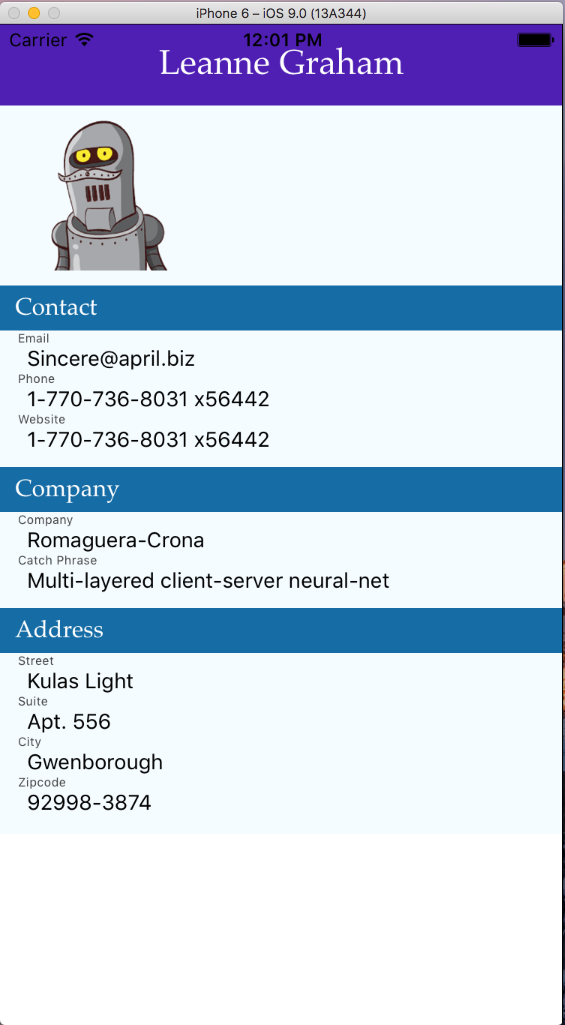 iPhone 6 – iOS 9.0 (13A344)
Carrier 12:01 PM
Leanne Graham
Contact
Email
Sincere@april.biz
Phone
1-770-736-8031 x56442
Website
1-770-736-8031 x56442
Company
Company
Romaguera-Crona
Catch Phrase
Multi-layered client-server neural-net
Address
Street
Kulas Light
Suite
Apt. 556
City
Gwenborough
Zipcode
92998-3874